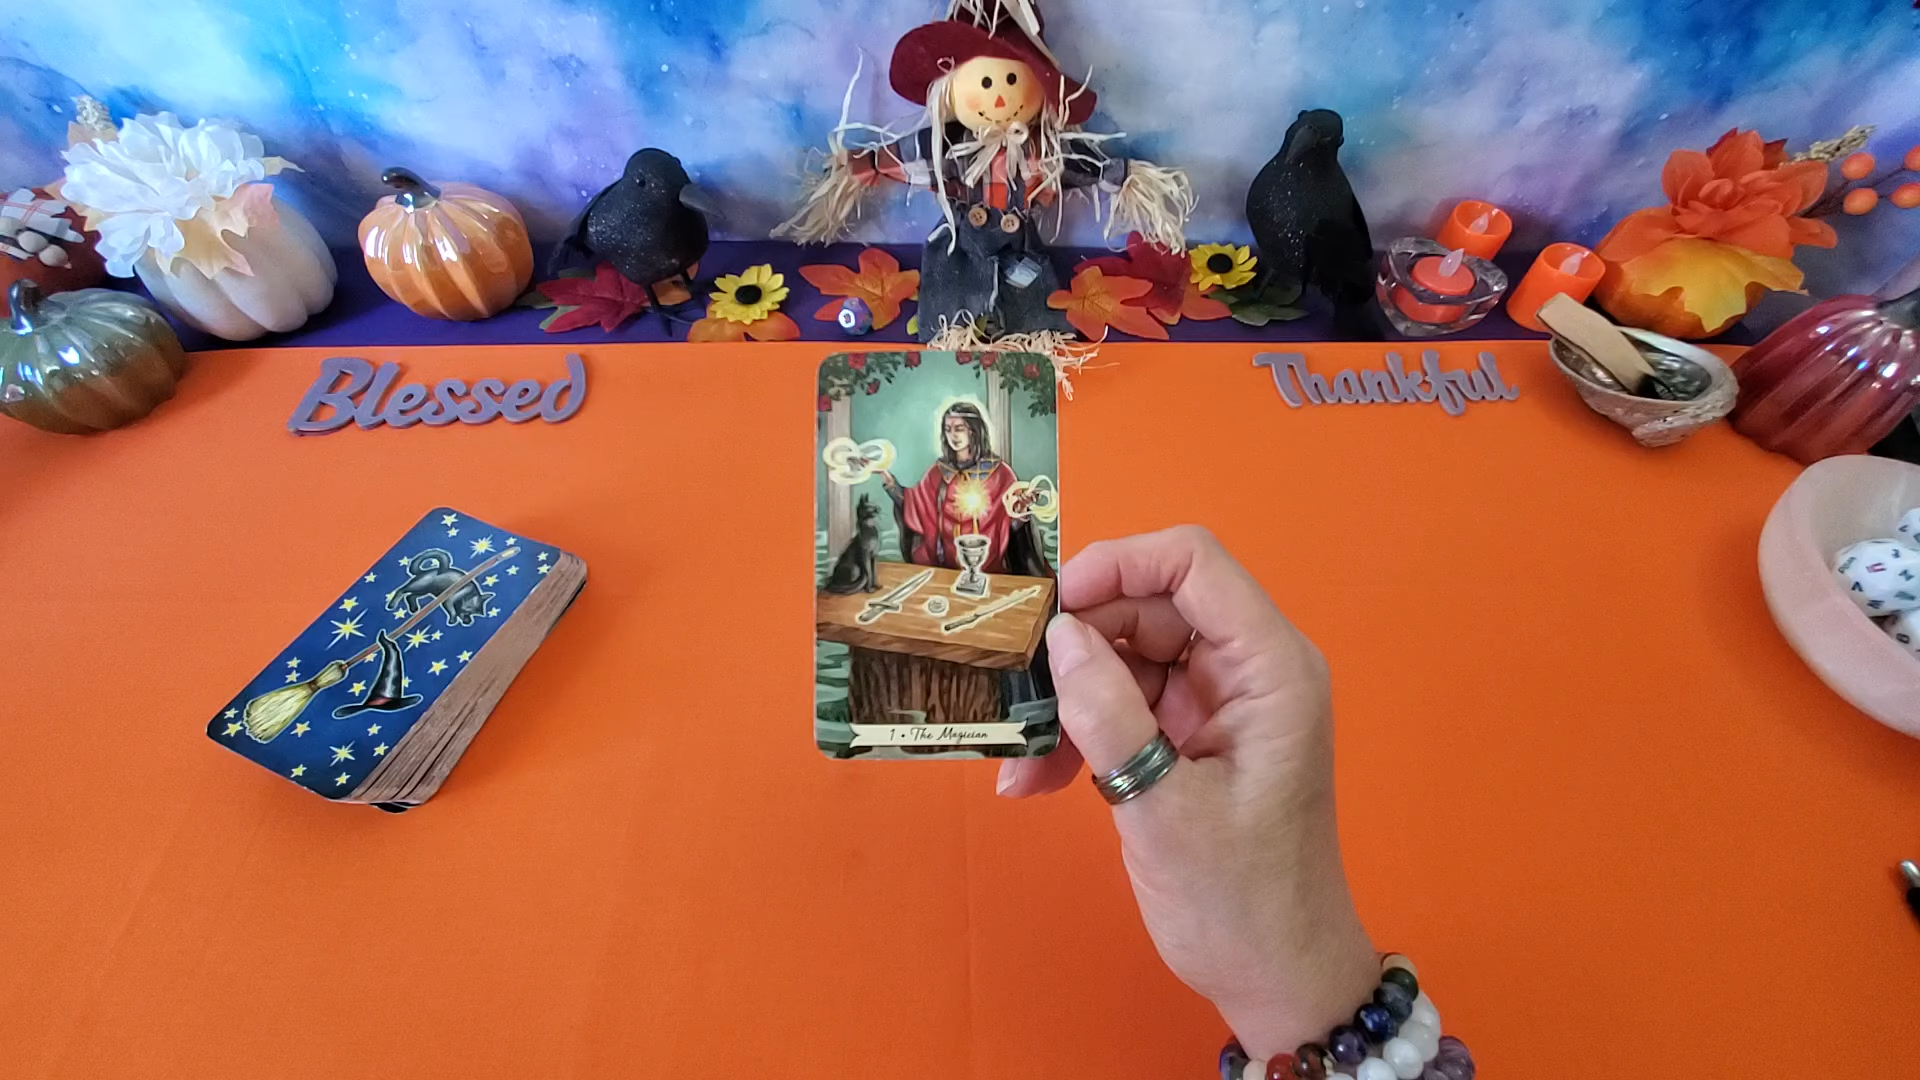 Blessed
Thankful
1 • The Magician